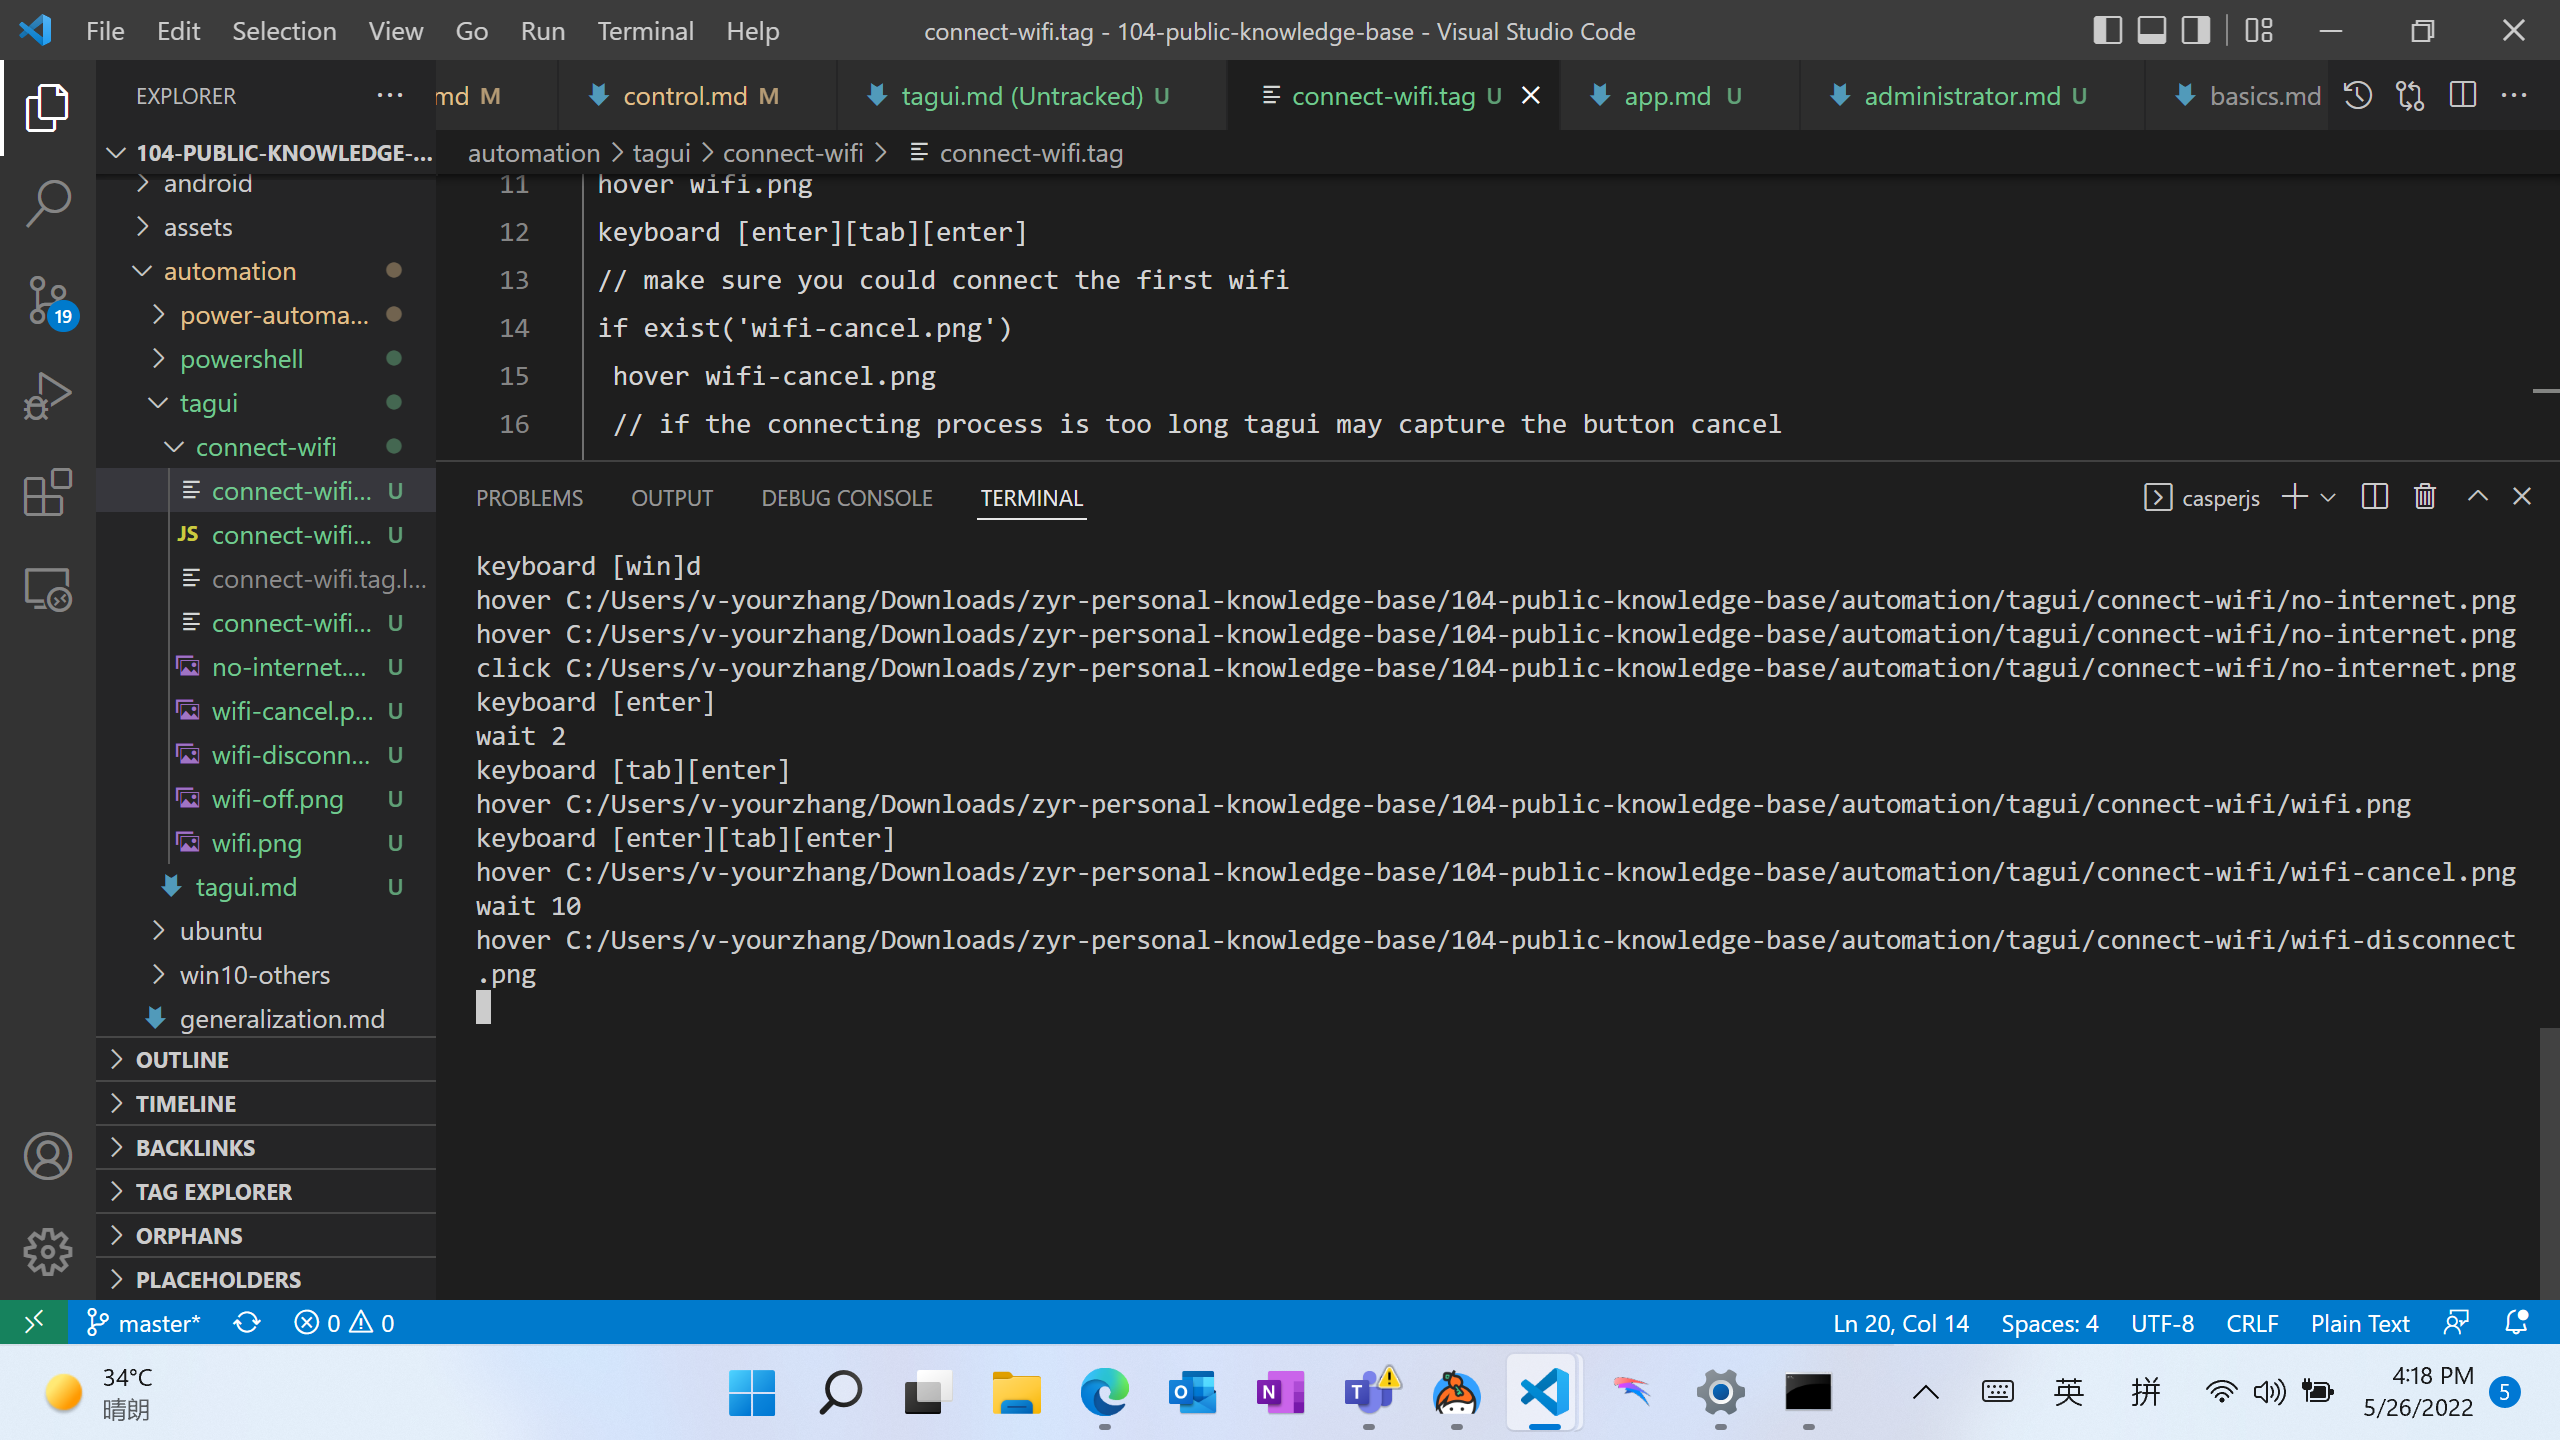 File Edit Selection View Go Run Terminal Help
connect-wifi.tag - 104-public-knowledge-base - Visual Studio Code
EXPLORER
md M
control.md M
tagui.md (Untracked) U
connect-wifi.tag U
app.md U
administrator.md U
basics.md
automation > tagui > connect-wifi > connect-wifi.tag
104-PUBLIC-KNOWLEDGE-...
android
assets
automation
power-automa...
powershell
tagui
connect-wifi
connect-wifi... U
JS connect-wifi... U
connect-wifi.tag.l...
connect-wifi... U
no-internet.... U
wifi-cancel.p... U
wifi-disconn... U
wifi-off.png U
wifi.png U
tagui.md U
ubuntu
win10-others
generalization.md
OUTLINE
TIMELINE
BACKLINKS
TAG EXPLORER
ORPHANS
PLACEHOLDERS
19
11 hover wifi.png
12 keyboard [enter][tab][enter]
13 // make sure you could connect the first wifi
14 if exist('wifi-cancel.png')
15 hover wifi-cancel.png
16 // if the connecting process is too long tagui may capture the button cancel
PROBLEMS OUTPUT DEBUG CONSOLE TERMINAL
casperjs
keyboard [win]d
hover C:/Users/v-yourzhang/Downloads/zyr-personal-knowledge-base/104-public-knowledge-base/automation/tagui/connect-wifi/no-internet.png
hover C:/Users/v-yourzhang/Downloads/zyr-personal-knowledge-base/104-public-knowledge-base/automation/tagui/connect-wifi/no-internet.png
click C:/Users/v-yourzhang/Downloads/zyr-personal-knowledge-base/104-public-knowledge-base/automation/tagui/connect-wifi/no-internet.png
keyboard [enter]
wait 2
keyboard [tab][enter]
hover C:/Users/v-yourzhang/Downloads/zyr-personal-knowledge-base/104-public-knowledge-base/automation/tagui/connect-wifi/wifi.png
keyboard [enter][tab][enter]
hover C:/Users/v-yourzhang/Downloads/zyr-personal-knowledge-base/104-public-knowledge-base/automation/tagui/connect-wifi/wifi-cancel.png
wait 10
hover C:/Users/v-yourzhang/Downloads/zyr-personal-knowledge-base/104-public-knowledge-base/automation/tagui/connect-wifi/wifi-disconnect
.png
master* 0 0
Ln 20, Col 14 Spaces: 4 UTF-8 CRLF Plain Text
34°C
晴朗
英 拼
4:18 PM
5/26/2022
5